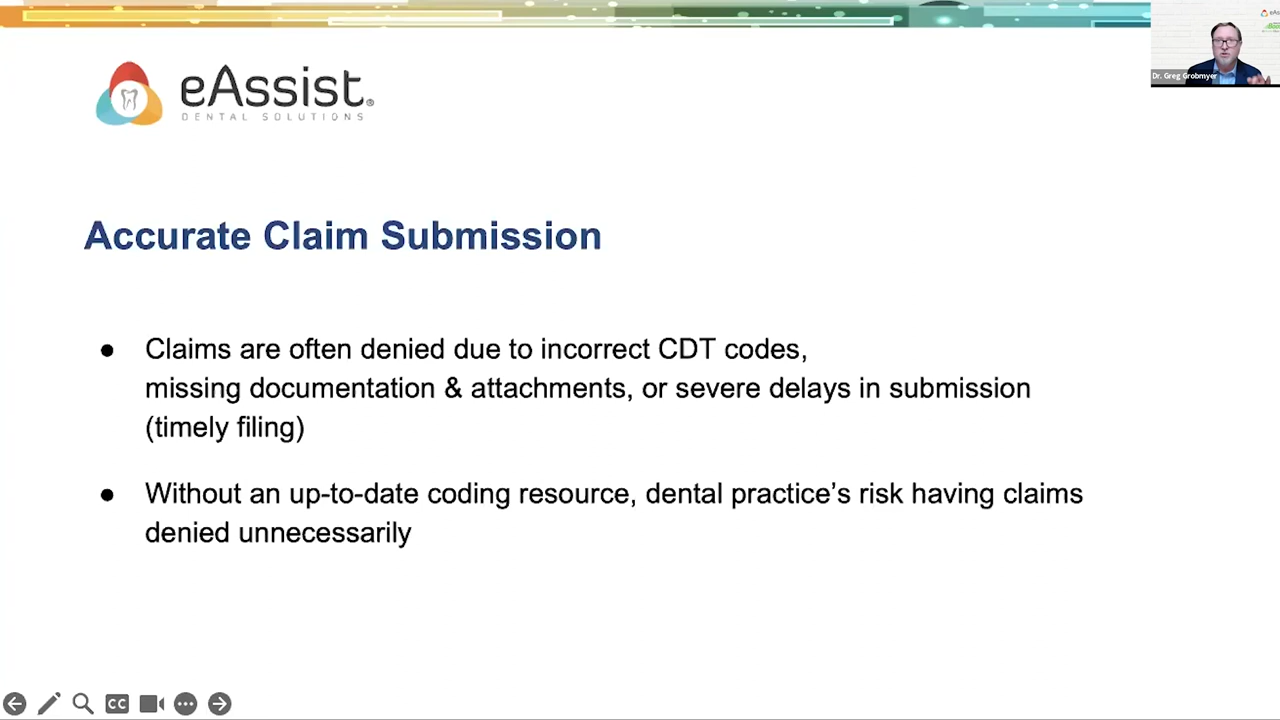 eAssist®
DENTAL SOLUTIONS
Dr. Greg Grobmyer
Accurate Claim Submission
● Claims are often denied due to incorrect CDT codes,
missing documentation & attachments, or severe delays in submission
(timely filing)
● Without an up-to-date coding resource, dental practice’s risk having claims
denied unnecessarily
CC